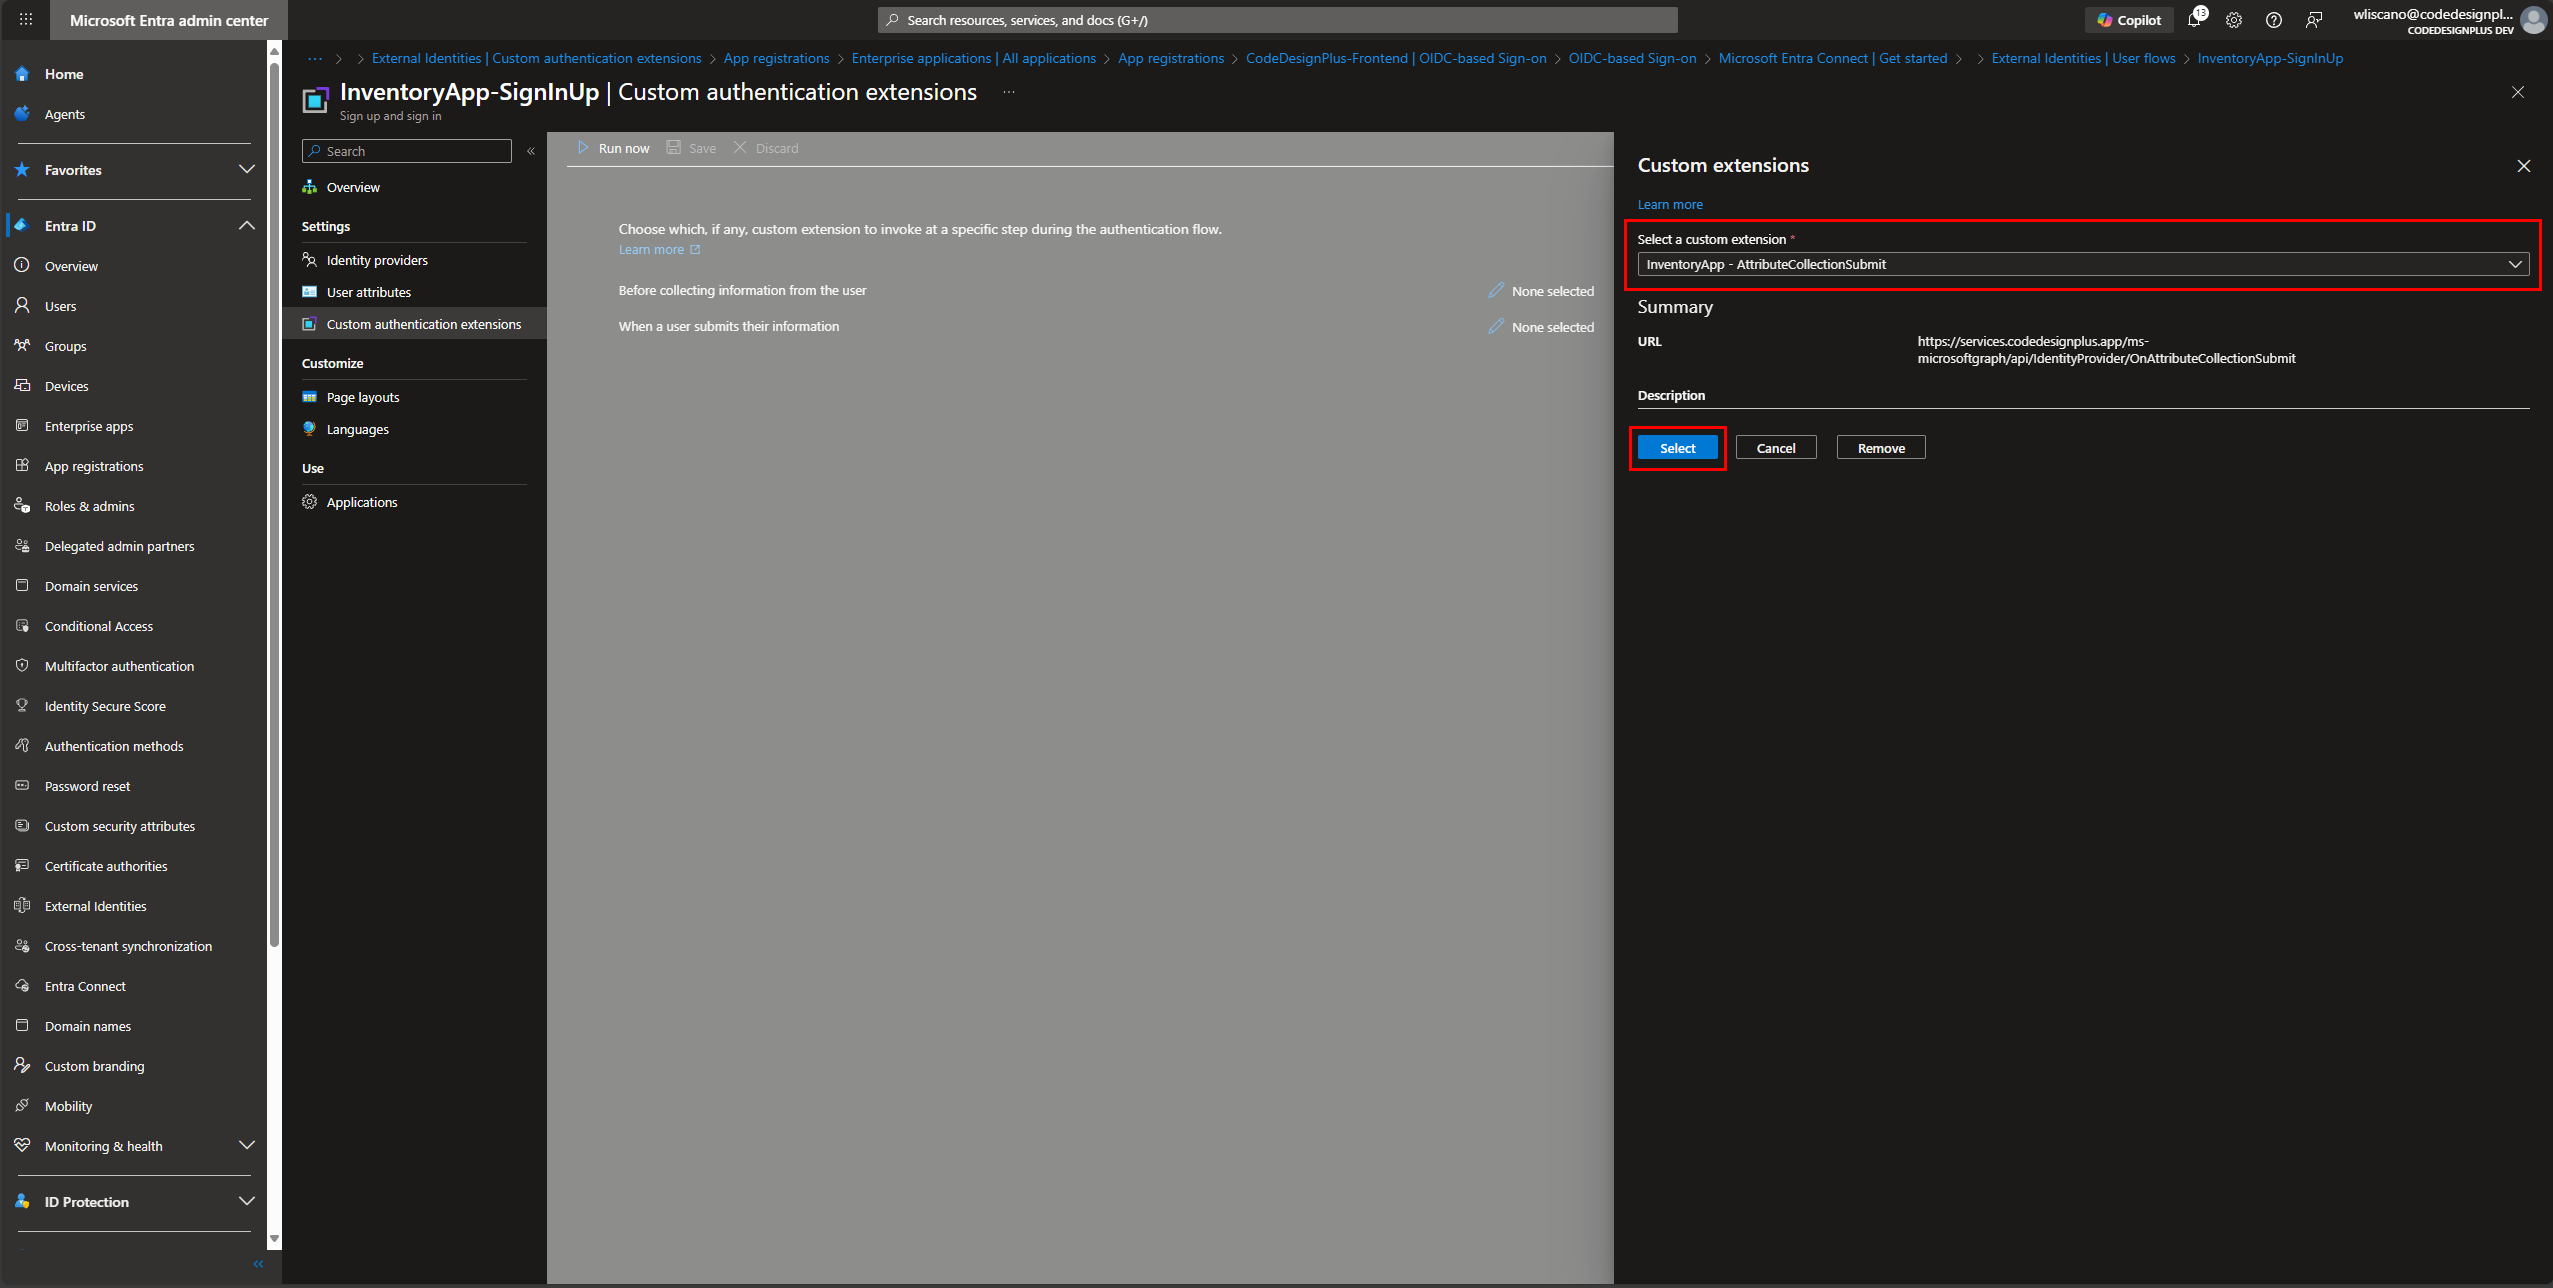 Microsoft Entra admin center
Search resources, services, and docs (G+/)
Copilot
13
wliscano@codedesignpl...
CODEDESIGNPLUS DEV
Home
Agents
Favorites
Entra ID
Overview
Users
Groups
Devices
Enterprise apps
App registrations
Roles & admins
Delegated admin partners
Domain services
Conditional Access
Multifactor authentication
Identity Secure Score
Authentication methods
Password reset
Custom security attributes
Certificate authorities
External Identities
Cross-tenant synchronization
Entra Connect
Domain names
Custom branding
Mobility
Monitoring & health
ID Protection
... > > External Identities | Custom authentication extensions > App registrations > Enterprise applications | All applications > App registrations > CodeDesignPlus-Frontend | OIDC-based Sign-on > OIDC-based Sign-on > Microsoft Entra Connect | Get started > > External Identities | User flows > InventoryApp-SignInUp
InventoryApp-SignInUp | Custom authentication extensions ...
Sign up and sign in
Search
Overview
Settings
Identity providers
User attributes
Custom authentication extensions
Customize
Page layouts
Languages
Use
Applications
Run now Save Discard
Choose which, if any, custom extension to invoke at a specific step during the authentication flow.
Learn more
Before collecting information from the user None selected
When a user submits their information None selected
Custom extensions
Learn more
Select a custom extension *
InventoryApp - AttributeCollectionSubmit
Summary
URL https://services.codedesignplus.app/ms-
microsoftgraph/api/IdentityProvider/OnAttributeCollectionSubmit
Description
Select Cancel Remove